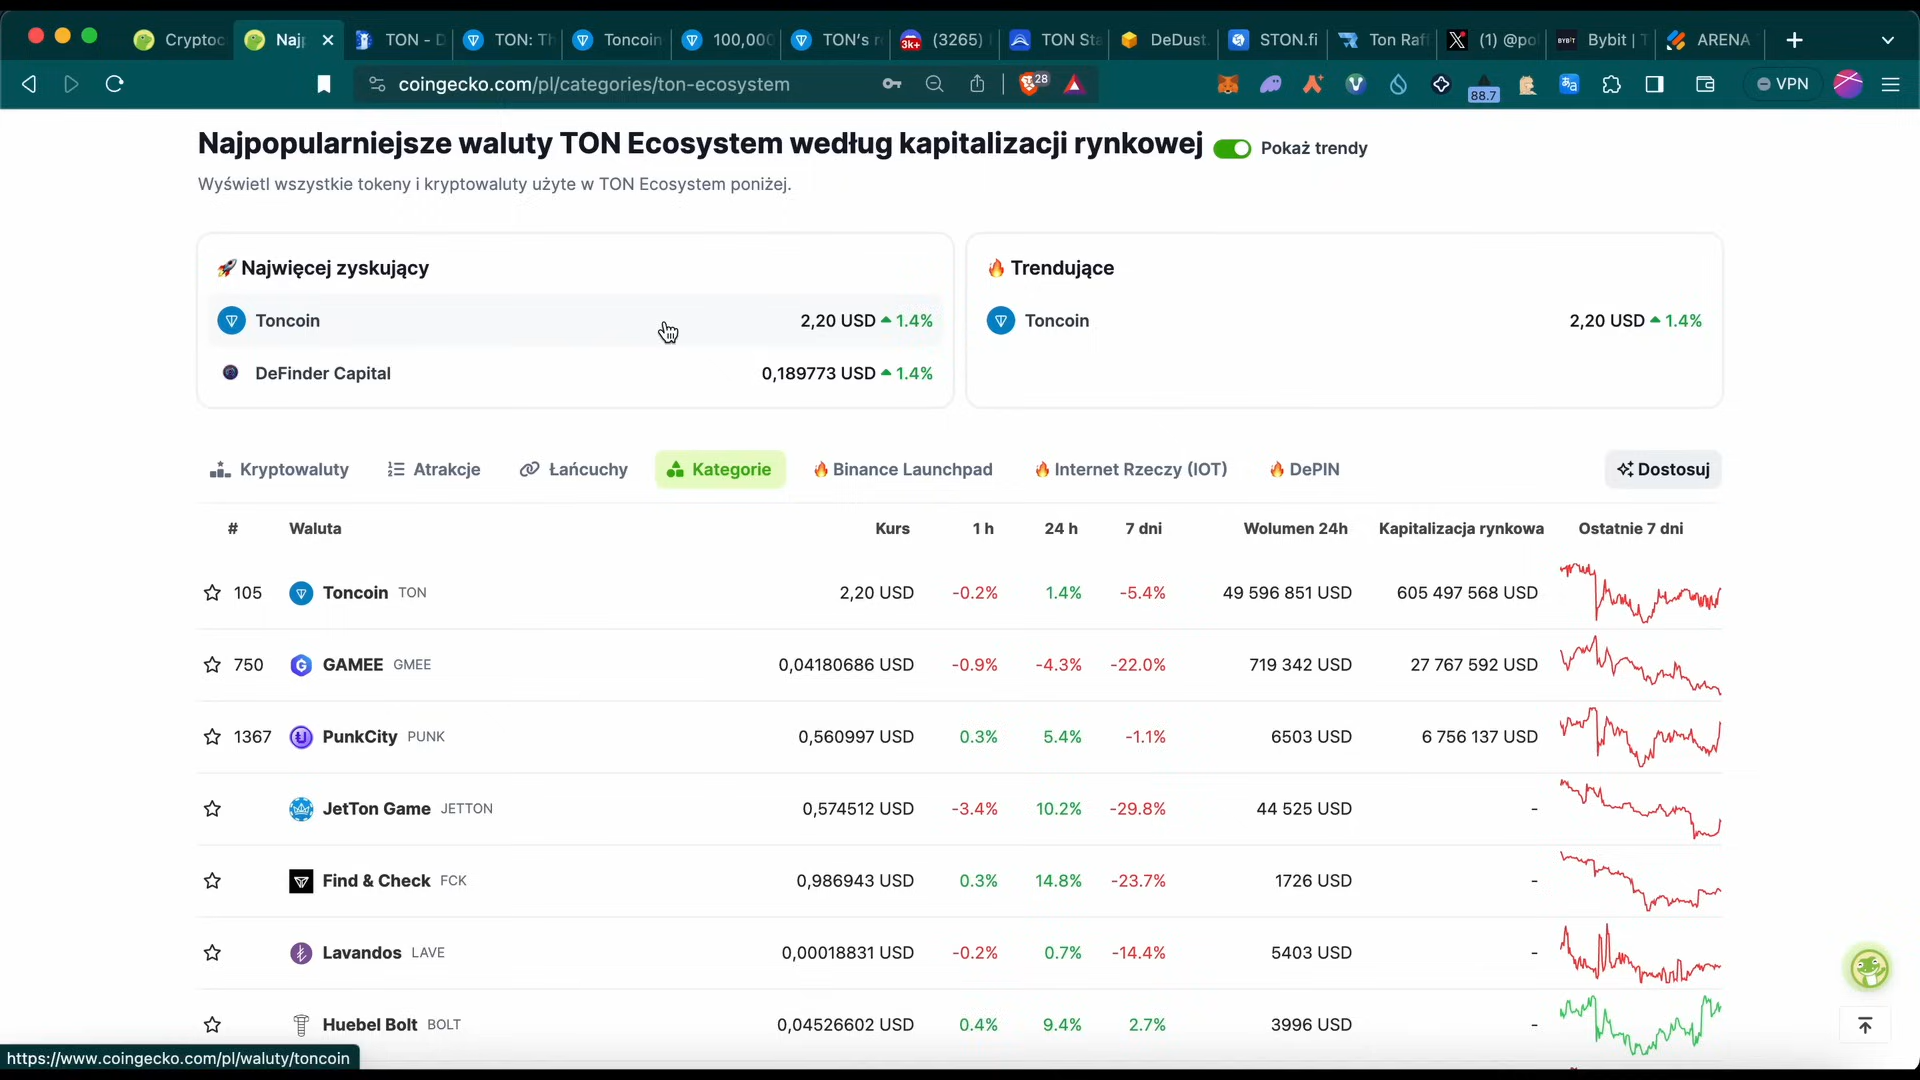 Cryptoc
Naj
TON - D
TON: Th
Toncoin
100,000
TON's r
3k+
(3265)
TON Sta
DeDust.
STON.fi
Ton Raff
(1) @po
Bybit | T
ARENA
coingecko.com/pl/categories/ton-ecosystem
28
88.7
VPN
Najpopularniejsze waluty TON Ecosystem według kapitalizacji rynkowej
Pokaż trendy
Wyświetl wszystkie tokeny i kryptowaluty użyte w TON Ecosystem poniżej.
Najwięcej zyskujący
Toncoin 2,20 USD 1.4%
DeFinder Capital 0,189773 USD 1.4%
Trendujące
Toncoin 2,20 USD 1.4%
Kryptowaluty Atrakcje Łańcuchy Kategorie Binance Launchpad Internet Rzeczy (IOT) DePIN Dostosuj
# Waluta Kurs 1 h 24 h 7 dni Wolumen 24h Kapitalizacja rynkowa Ostatnie 7 dni
105 Toncoin TON 2,20 USD -0.2% 1.4% -5.4% 49 596 851 USD 605 497 568 USD
750 GAMEE GMEE 0,04180686 USD -0.9% -4.3% -22.0% 719 342 USD 27 767 592 USD
1367 PunkCity PUNK 0,560997 USD 0.3% 5.4% -1.1% 6503 USD 6 756 137 USD
JetTon Game JETTON 0,574512 USD -3.4% 10.2% -29.8% 44 525 USD -
Find & Check FCK 0,986943 USD 0.3% 14.8% -23.7% 1726 USD -
Lavandos LAVE 0,00018831 USD -0.2% 0.7% -14.4% 5403 USD -
Huebel Bolt BOLT 0,04526602 USD 0.4% 9.4% 2.7% 3996 USD -
https://www.coingecko.com/pl/waluty/toncoin